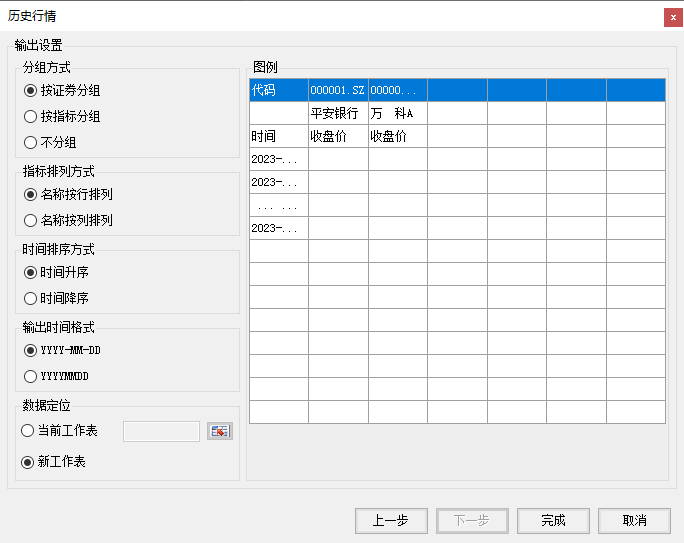 历史行情
x
输出设置
分组方式
按证券分组
按指标分组
不分组
指标排列方式
名称按行排列
名称按列排列
时间排序方式
时间升序
时间降序
输出时间格式
YYYY-MM-DD
YYYYMMDD
数据定位
当前工作表
新工作表
图例
代码 000001.SZ 00000...
平安银行 万 科A
时间 收盘价 收盘价
2023-...
2023-...
... ...
2023-...
上一步 下一步 完成 取消